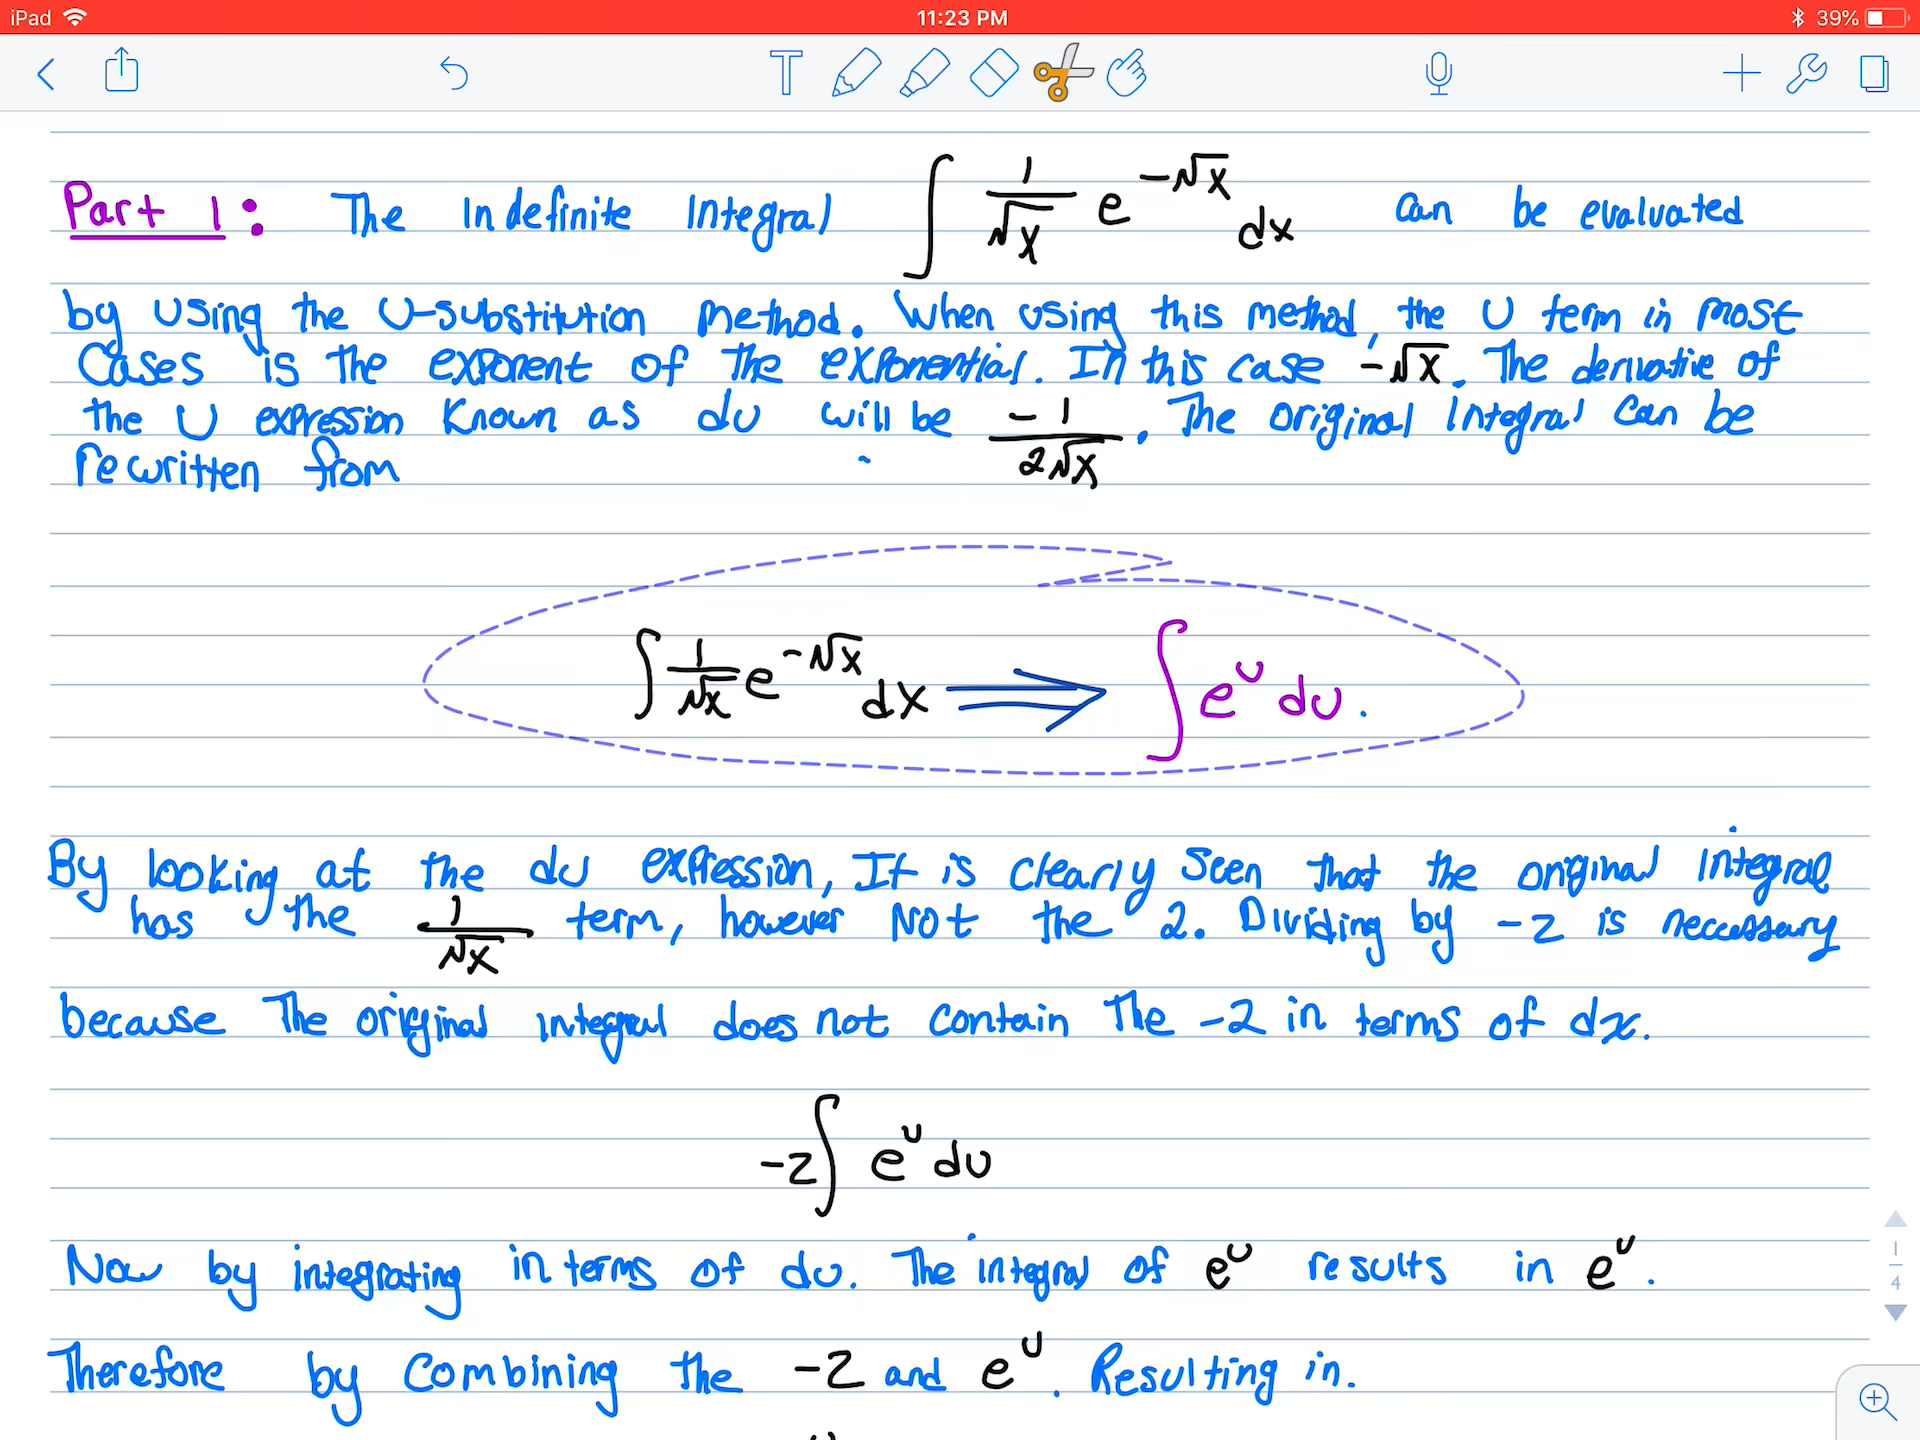 iPad 11:23 PM 39%
T
Part 1: The Indefinite Integral ∫ 1/√x e^-√x dx can be evaluated
by using the U-substitution Method. When using this method, the U term in most
Cases is the exponent of the exponential. In this case -√x. The derivative of
the U expression Known as du will be -1/2√x. The Original Integral Can be
rewritten from
∫ 1/√x e^-√x dx ⟹ ∫ e^u du.
By looking at the du expression, It is clearly Seen That the original integral
has the 1/√x term, however NOT the 2. Dividing by -2 is neccessary
because The original integral does not contain The -2 in terms of dx.
-2∫ e^u du
Now by integrating in terms of du. The integral of e^u results in e^u.
Therefore by Combining the -2 and e^u. Resulting in.
1
4